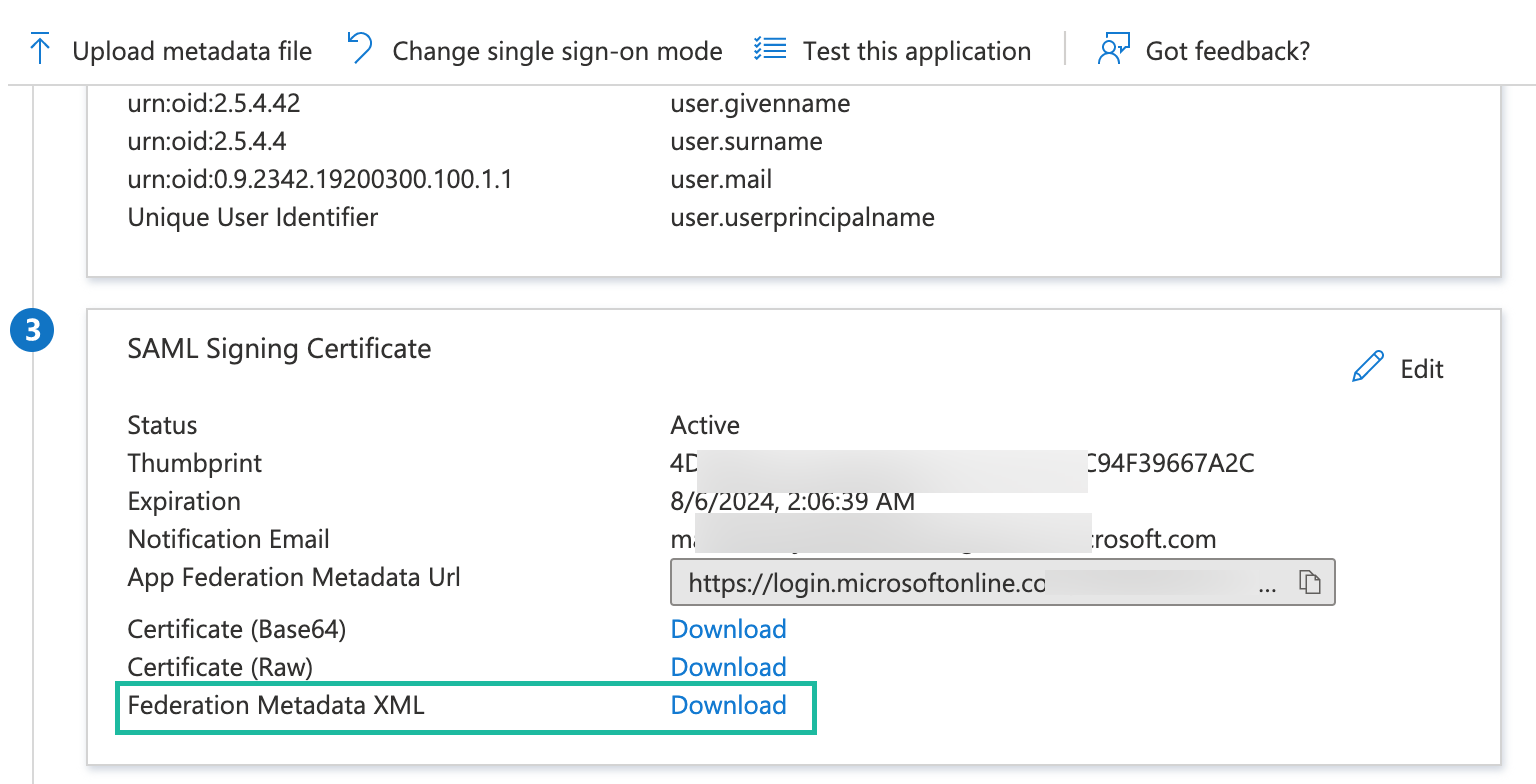 Upload metadata file Change single sign-on mode Test this application Got feedback?
urn:oid:2.5.4.42 user.givenname
urn:oid:2.5.4.4 user.surname
urn:oid:0.9.2342.19200300.100.1.1 user.mail
Unique User Identifier user.userprincipalname
3
SAML Signing Certificate
Edit
Status Active
Thumbprint 4D C94F39667A2C
Expiration 8/6/2024, 2:06:39 AM
Notification Email ma crosoft.com
App Federation Metadata Url https://login.microsoftonline.co ...
Certificate (Base64) Download
Certificate (Raw) Download
Federation Metadata XML Download